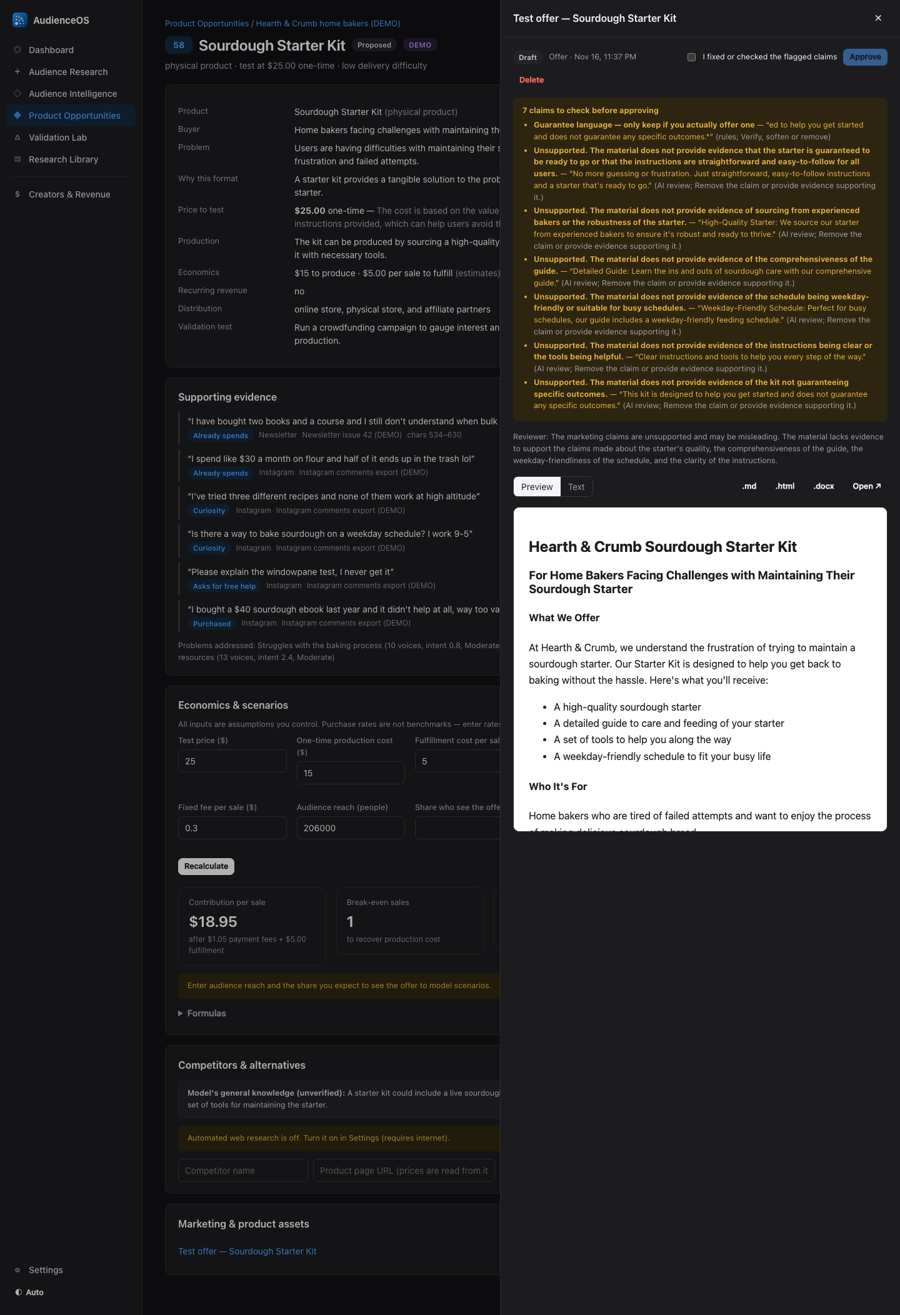 AudienceOS
Dashboard
Audience Research
Audience Intelligence
Product Opportunities
Validation Lab
Research Library
$ Creators & Revenue
Settings
Auto
Product Opportunities / Hearth & Crumb home bakers (DEMO)
58 Sourdough Starter Kit Proposed DEMO
physical product · test at $25.00 one-time · low delivery difficulty
Product Sourdough Starter Kit (physical product)
Buyer Home bakers facing challenges with maintaining th
Problem Users are having difficulties with maintaining their s
frustration and failed attempts.
Why this format A starter kit provides a tangible solution to the prob
starter.
Price to test $25.00 one-time — The cost is based on the value
instructions provided, which can help users avoid th
Production The kit can be produced by sourcing a high-quality
it with necessary tools.
Economics $15 to produce · $5.00 per sale to fulfill (estimates)
Recurring revenue no
Distribution online store, physical store, and affiliate partners
Validation test Run a crowdfunding campaign to gauge interest an
production.
Supporting evidence
"I have bought two books and a course and I still don't understand when bulk
Already spends Newsletter Newsletter issue 42 (DEMO) chars 534–630
"I spend like $30 a month on flour and half of it ends up in the trash lol"
Already spends Instagram Instagram comments export (DEMO)
"I've tried three different recipes and none of them work at high altitude"
Curiosity Instagram Instagram comments export (DEMO)
"Is there a way to bake sourdough on a weekday schedule? I work 9-5"
Curiosity Instagram Instagram comments export (DEMO)
"Please explain the windowpane test, I never get it"
Asks for free help Instagram Instagram comments export (DEMO)
"I bought a $40 sourdough ebook last year and it didn't help at all, way too va
Purchased Instagram Instagram comments export (DEMO)
Problems addressed: Struggles with the baking process (10 voices, intent 0.8, Moderate
resources (13 voices, intent 2.4, Moderate)
Economics & scenarios
All inputs are assumptions you control. Purchase rates are not benchmarks — enter rates
Test price ($) One-time production cost ($) Fulfillment cost per sal
25 15 5
Fixed fee per sale ($) Audience reach (people) Share who see the offe
0.3 206000
Recalculate
Contribution per sale
$18.95
after $1.05 payment fees + $5.00
fulfillment
Break-even sales
1
to recover production cost
Enter audience reach and the share you expect to see the offer to model scenarios.
Formulas
Competitors & alternatives
Model's general knowledge (unverified): A starter kit could include a live sourdoug
set of tools for maintaining the starter.
Automated web research is off. Turn it on in Settings (requires internet).
Competitor name Product page URL (prices are read from it
Marketing & product assets
Test offer — Sourdough Starter Kit
Test offer — Sourdough Starter Kit ×
Draft Offer · Nov 16, 11:37 PM I fixed or checked the flagged claims Approve
Delete
7 claims to check before approving
• Guarantee language — only keep if you actually offer one — "ed to help you get started
and does not guarantee any specific outcomes.*" (rules; Verify, soften or remove)
• Unsupported. The material does not provide evidence that the starter is guaranteed to
be ready to go or that the instructions are straightforward and easy-to-follow for all
users. — "No more guessing or frustration. Just straightforward, easy-to-follow instructions
and a starter that's ready to go." (AI review; Remove the claim or provide evidence supporting
it.)
• Unsupported. The material does not provide evidence of sourcing from experienced
bakers or the robustness of the starter. — "High-Quality Starter: We source our starter
from experienced bakers to ensure it's robust and ready to thrive." (AI review; Remove the
claim or provide evidence supporting it.)
• Unsupported. The material does not provide evidence of the comprehensiveness of the
guide. — "Detailed Guide: Learn the ins and outs of sourdough care with our comprehensive
guide." (AI review; Remove the claim or provide evidence supporting it.)
• Unsupported. The material does not provide evidence of the schedule being weekday-
friendly or suitable for busy schedules. — "Weekday-Friendly Schedule: Perfect for busy
schedules, our guide includes a weekday-friendly feeding schedule." (AI review; Remove the
claim or provide evidence supporting it.)
• Unsupported. The material does not provide evidence of the instructions being clear or
the tools being helpful. — "Clear instructions and tools to help you every step of the way."
(AI review; Remove the claim or provide evidence supporting it.)
• Unsupported. The material does not provide evidence of the kit not guaranteeing
specific outcomes. — "This kit is designed to help you get started and does not guarantee
any specific outcomes." (AI review; Remove the claim or provide evidence supporting it.)
Reviewer: The marketing claims are unsupported and may be misleading. The material lacks evidence
to support the claims made about the starter's quality, the comprehensiveness of the guide, the
weekday-friendliness of the schedule, and the clarity of the instructions.
Preview Text .md .html .docx Open ↗
Hearth & Crumb Sourdough Starter Kit
For Home Bakers Facing Challenges with Maintaining Their
Sourdough Starter
What We Offer
At Hearth & Crumb, we understand the frustration of trying to maintain a
sourdough starter. Our Starter Kit is designed to help you get back to
baking without the hassle. Here's what you'll receive:
• A high-quality sourdough starter
• A detailed guide to care and feeding of your starter
• A set of tools to help you along the way
• A weekday-friendly schedule to fit your busy life
Who It's For
Home bakers who are tired of failed attempts and want to enjoy the process
of making delicious sourdough bread.